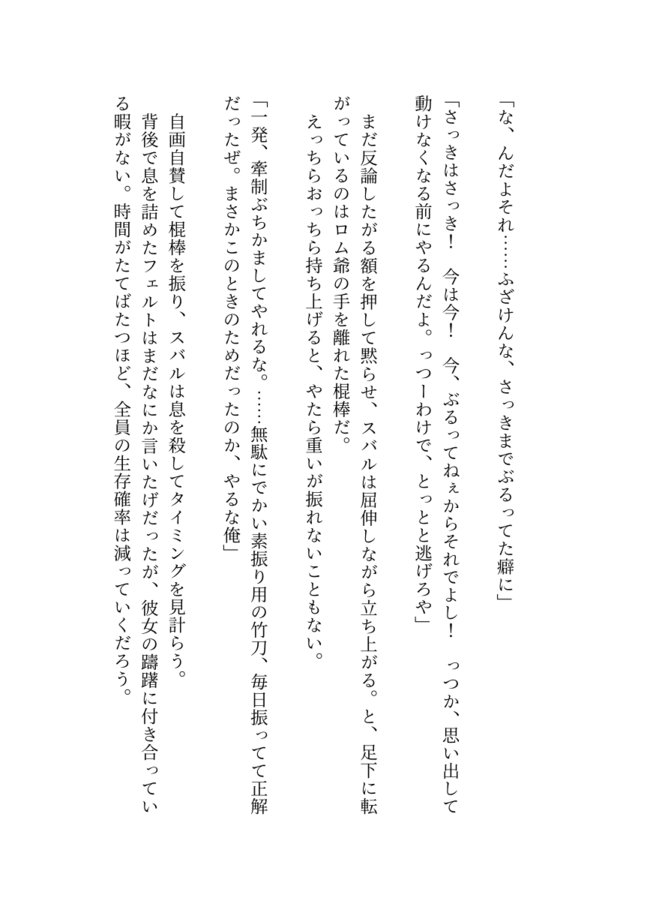 「な、んだよそれ……ふざけんな、さっきまでぶるってた癖に」
「さっきはさっき！　今は今！　今、ぶるってねぇからそれでよし！　っつか、思い出して
動けなくなる前にやるんだよ。っつーわけで、とっとと逃げろや」
　まだ反論したがる額を押して黙らせ、スバルは屈伸しながら立ち上がる。と、足下に転
がっているのはロム爺の手を離れた棍棒だ。
　えっちらおっちら持ち上げると、やたら重いが振れないこともない。
「一発、牽制ぶちかましてやれるな。……無駄にでかい素振り用の竹刀、毎日振ってて正解
だったぜ。まさかこのときのためだったのか、やるな俺」
　自画自賛して棍棒を振り、スバルは息を殺してタイミングを見計らう。
　背後で息を詰めたフェルトはまだなにか言いたげだったが、彼女の躊躇に付き合ってい
る暇がない。時間がたてばたつほど、全員の生存確率は減っていくだろう。